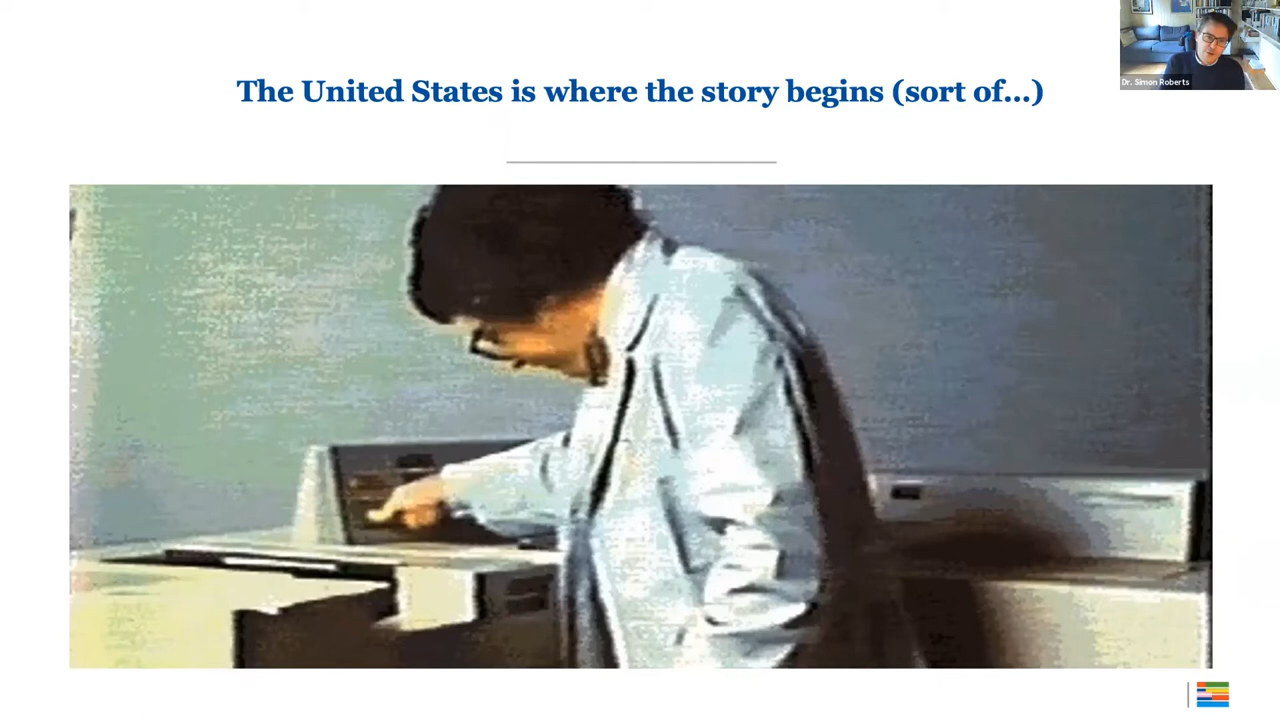 The United States is where the story begins (sort of...)
Dr. Simon Roberts